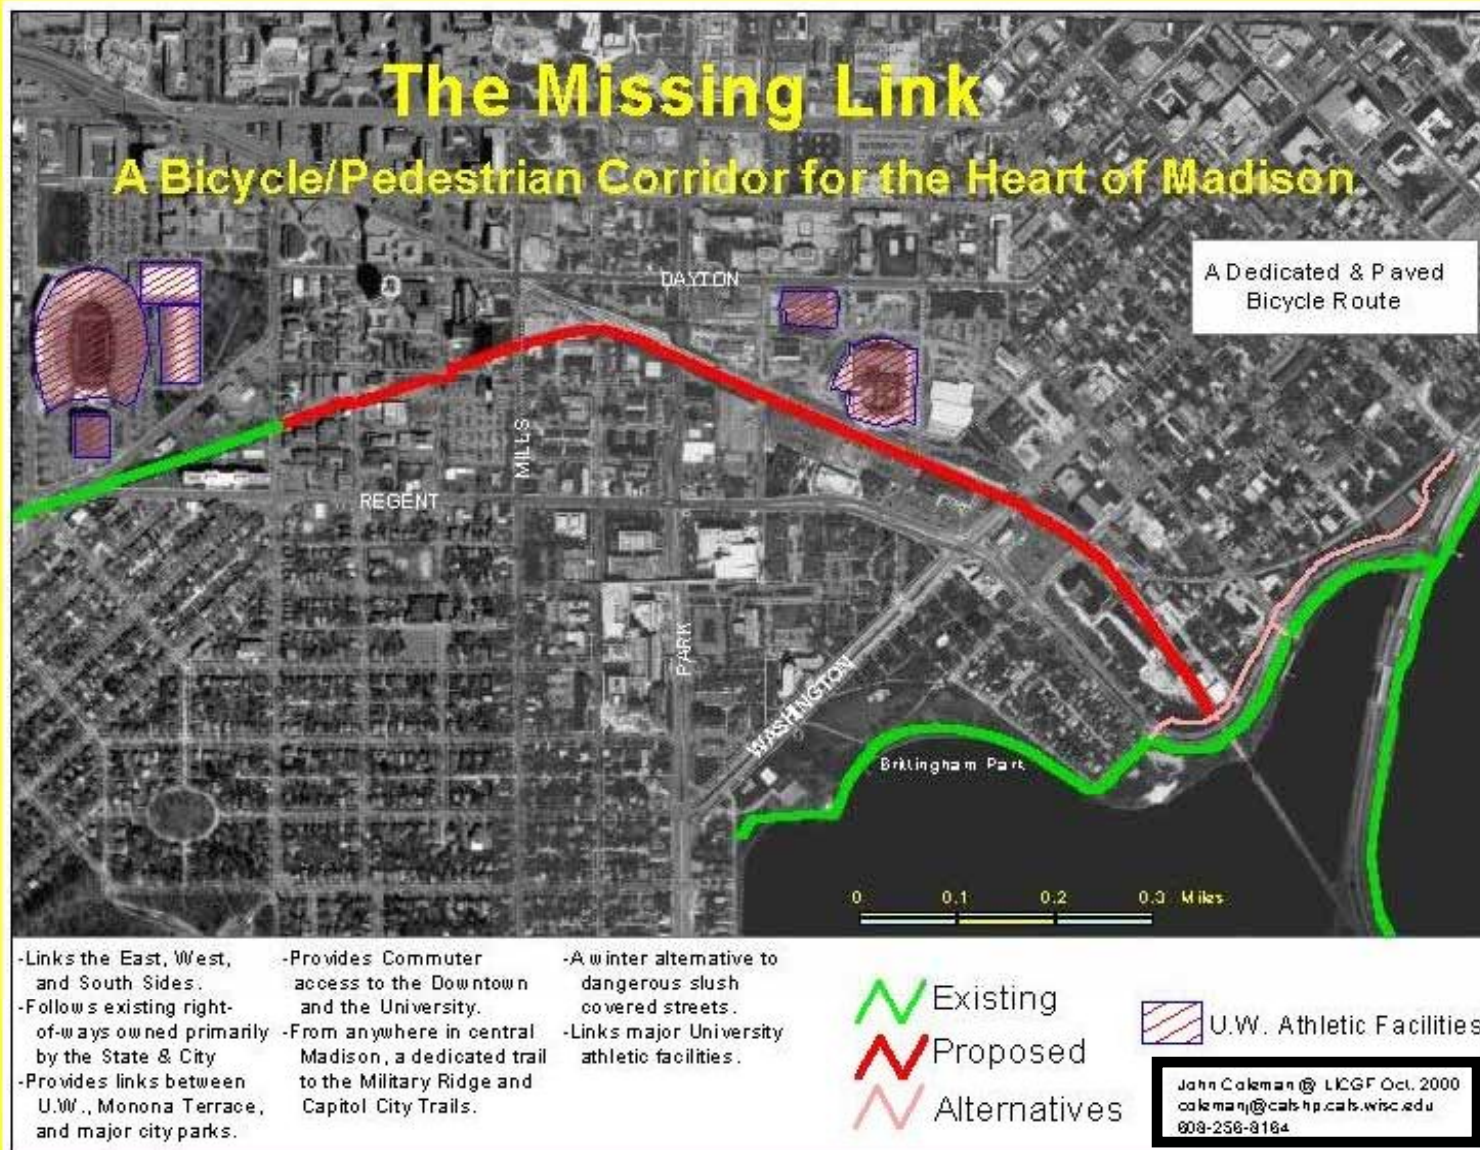 The Missing Link
A Bicycle/Pedestrian Corridor for the Heart of Madison
A Dedicated & Paved
Bicycle Route
DAYTON
MILLS
REGENT
PARK
WASHINGTON
Brittingham Park
0 0.1 0.2 0.3 Miles
-Links the East, West,
and South Sides.
-Follows existing right-
of-ways owned primarily
by the State & City
-Provides links between
U.W., Monona Terrace,
and major city parks.
-Provides Commuter
access to the Downtown
and the University.
-From anywhere in central
Madison, a dedicated trail
to the Military Ridge and
Capitol City Trails.
-A winter alternative to
dangerous slush
covered streets.
-Links major University
athletic facilities.
Existing
Proposed
Alternatives
U.W. Athletic Facilities
John Coleman @ LICGF Oct. 2000
colemanj@calshp.cals.wisc.edu
608-256-8164